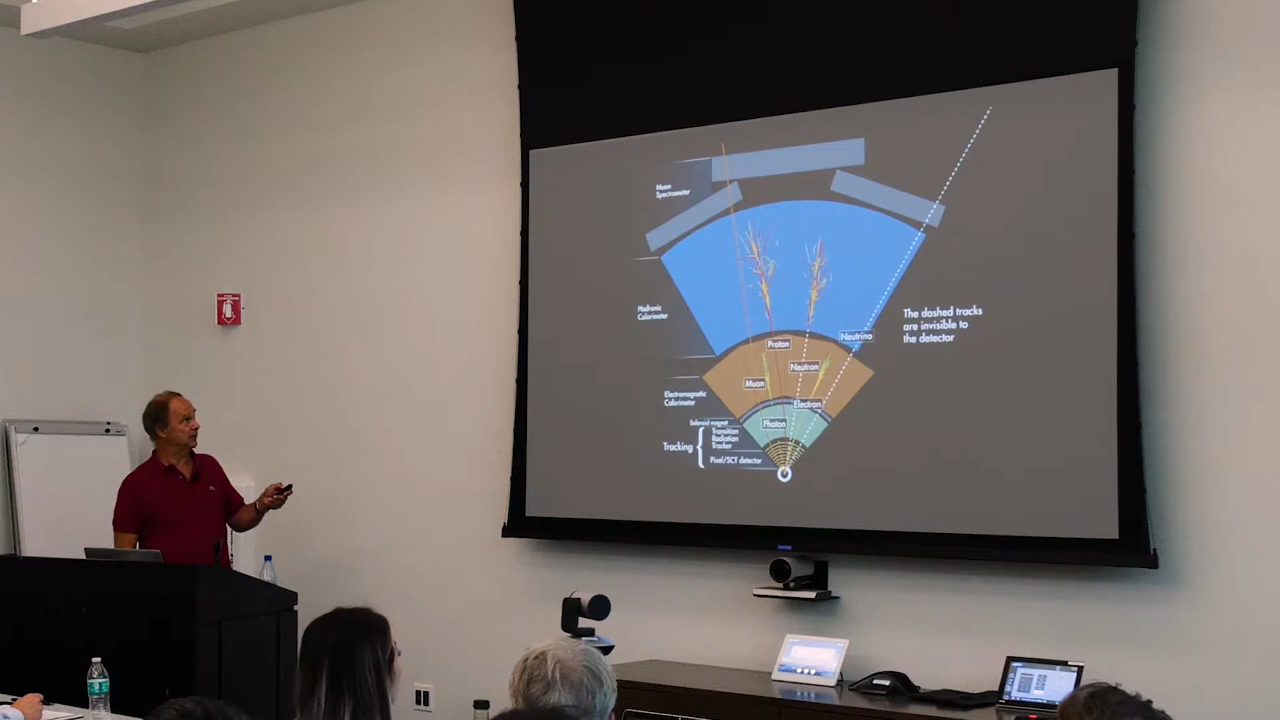 Muon
Spectrometer
Hadronic
Calorimeter
The dashed tracks
are invisible to
the detector
Neutrino
Proton
Neutron
Muon
Electromagnetic
Calorimeter
Electron
Solenoid magnet
Photon
Tracking
Transition
Radiation
Tracker
Pixel/SCT detector